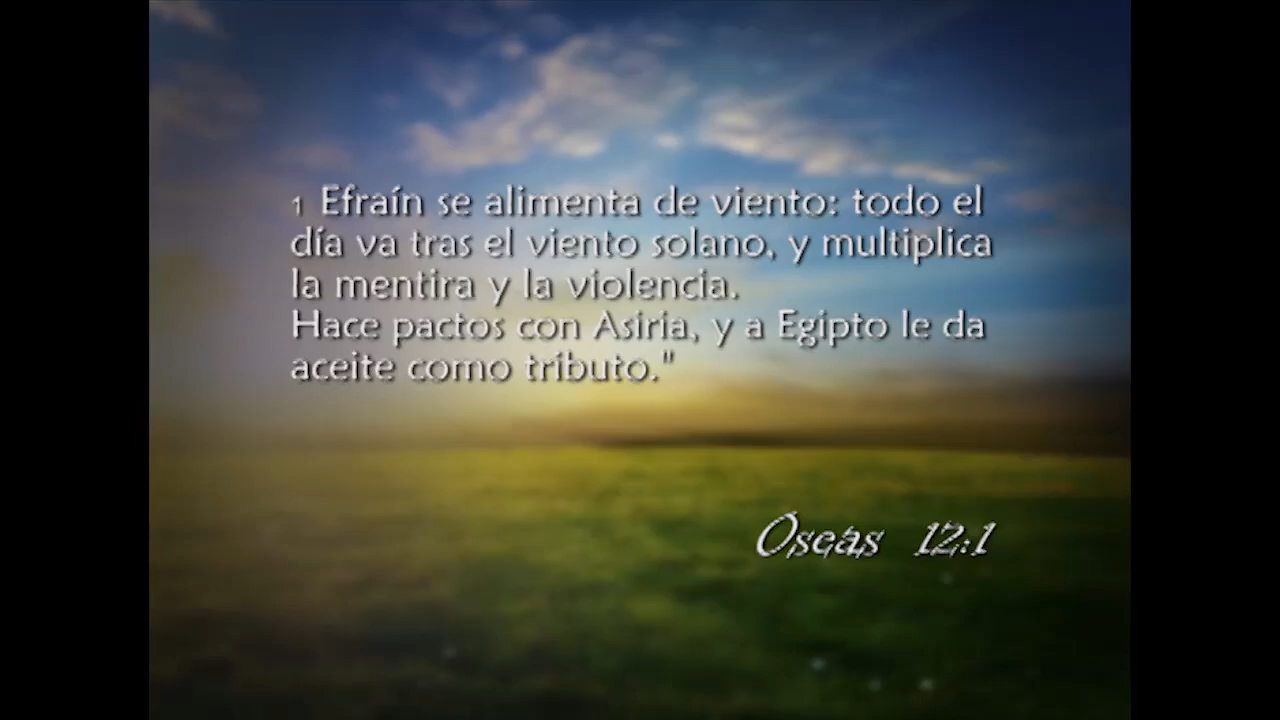 1 Efraín se alimenta de viento: todo el
día va tras el viento solano, y multiplica
la mentira y la violencia.
Hace pactos con Asiria, y a Egipto le da
aceite como tributo."
Oseas 12:1